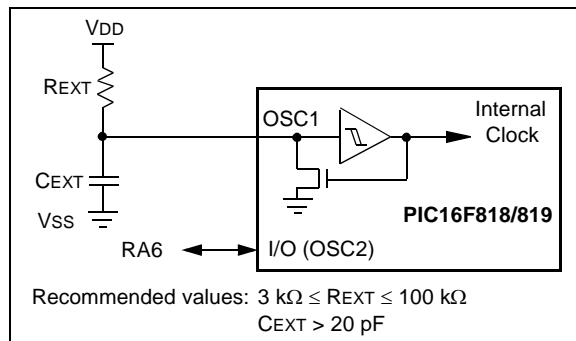 VDD
REXT
OSC1
Internal
Clock
CEXT
PIC16F818/819
VSS
RA6
I/O (OSC2)
Recommended values: 3 kΩ ≤ REXT ≤ 100 kΩ
CEXT > 20 pF